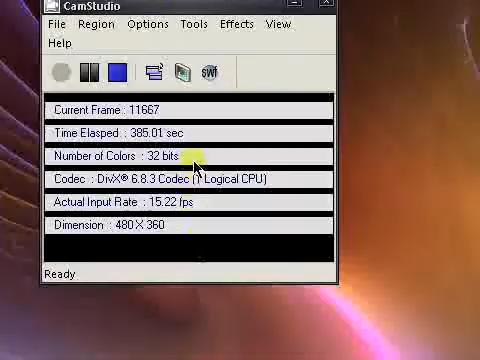 CamStudio
File Region Options Tools Effects View
Help
SWF
Current Frame : 11667
Time Elasped : 385.01 sec
Number of Colors : 32 bits
Codec : DivX® 6.8.3 Codec (1 Logical CPU)
Actual Input Rate : 15.22 fps
Dimension : 480 X 360
Ready